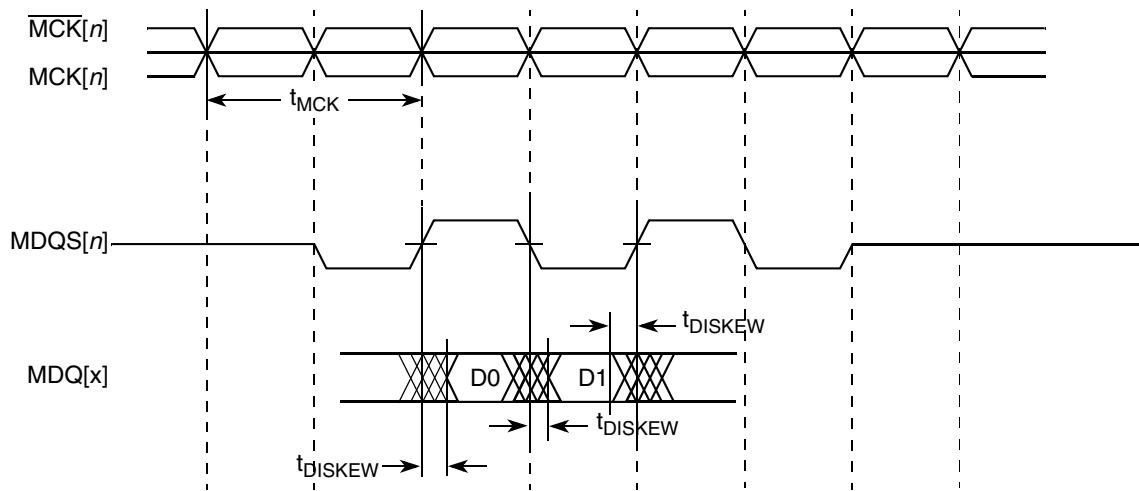 MCK[n]
MCK[n]
tMCK
MDQS[n]
tDISKEW
MDQ[x]
D0
D1
tDISKEW
tDISKEW